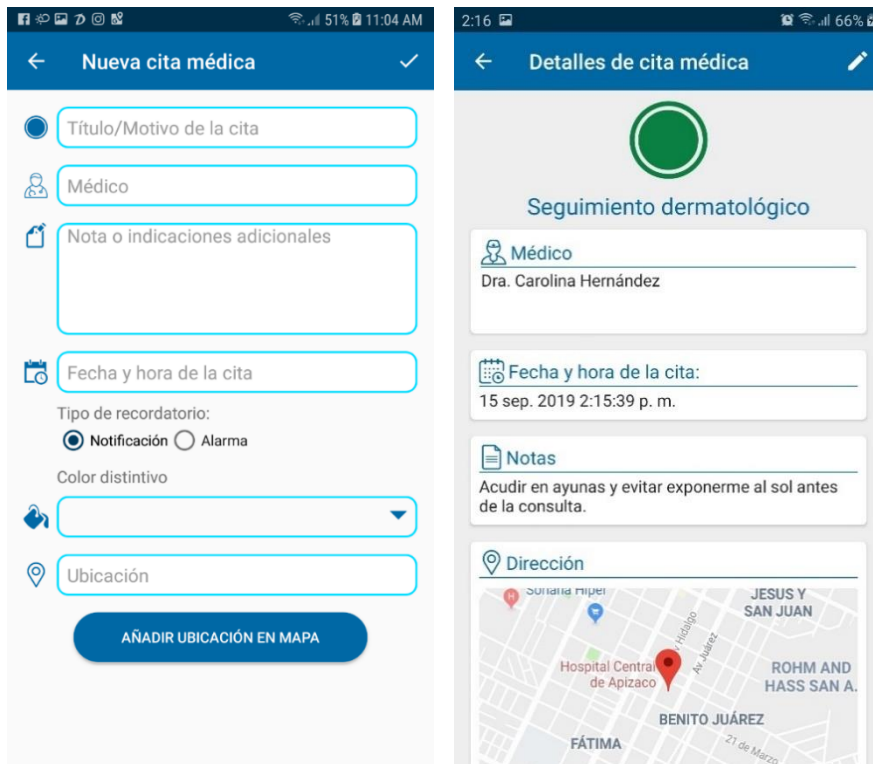 51% 11:04 AM
Nueva cita médica
Título/Motivo de la cita
Médico
Nota o indicaciones adicionales
Fecha y hora de la cita
Tipo de recordatorio:
Notificación Alarma
Color distintivo
Ubicación
AÑADIR UBICACIÓN EN MAPA
2:16 66%
Detalles de cita médica
Seguimiento dermatológico
Médico
Dra. Carolina Hernández
Fecha y hora de la cita:
15 sep. 2019 2:15:39 p. m.
Notas
Acudir en ayunas y evitar exponerme al sol antes
de la consulta.
Dirección
Soriana Híper
JESUS Y
SAN JUAN
Hidalgo
Av Juárez
Hospital Central
de Apizaco
ROHM AND
HASS SAN A.
BENITO JUÁREZ
FÁTIMA
21 de Marzo